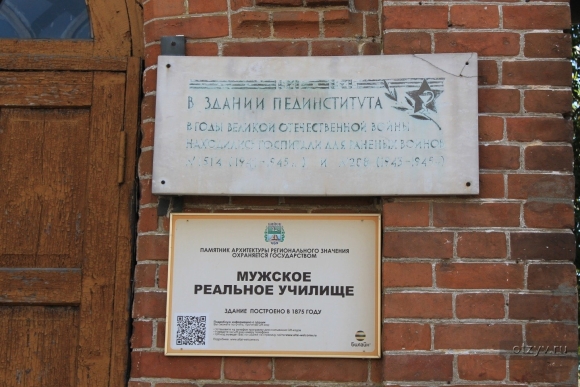 В ЗДАНИИ ПЕДИНСТИТУТА
В ГОДЫ ВЕЛИКОЙ ОТЕЧЕСТВЕННОЙ ВОЙНЫ
НАХОДИЛИСЬ ГОСПИТАЛИ ДЛЯ РАНЕНЫХ ВОИНОВ
ПАМЯТНИК АРХИТЕКТУРЫ РЕГИОНАЛЬНОГО ЗНАЧЕНИЯ
ОХРАНЯЕТСЯ ГОСУДАРСТВОМ
МУЖСКОЕ
РЕАЛЬНОЕ УЧИЛИЩЕ
ЗДАНИЕ ПОСТРОЕНО В 1875 ГОДУ
Билайн
otzyv.ru